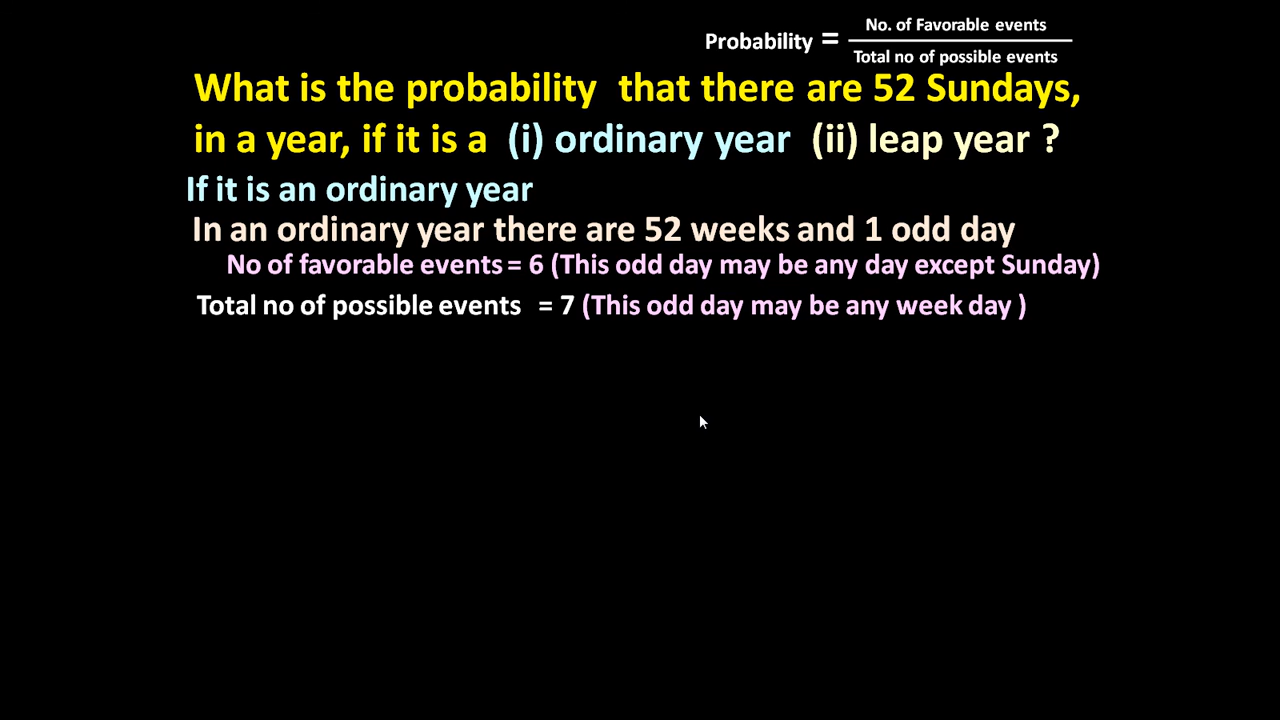 Probability = No. of Favorable events
Total no of possible events
What is the probability that there are 52 Sundays,
in a year, if it is a (i) ordinary year (ii) leap year ?
If it is an ordinary year
In an ordinary year there are 52 weeks and 1 odd day
No of favorable events = 6 (This odd day may be any day except Sunday)
Total no of possible events = 7 (This odd day may be any week day )